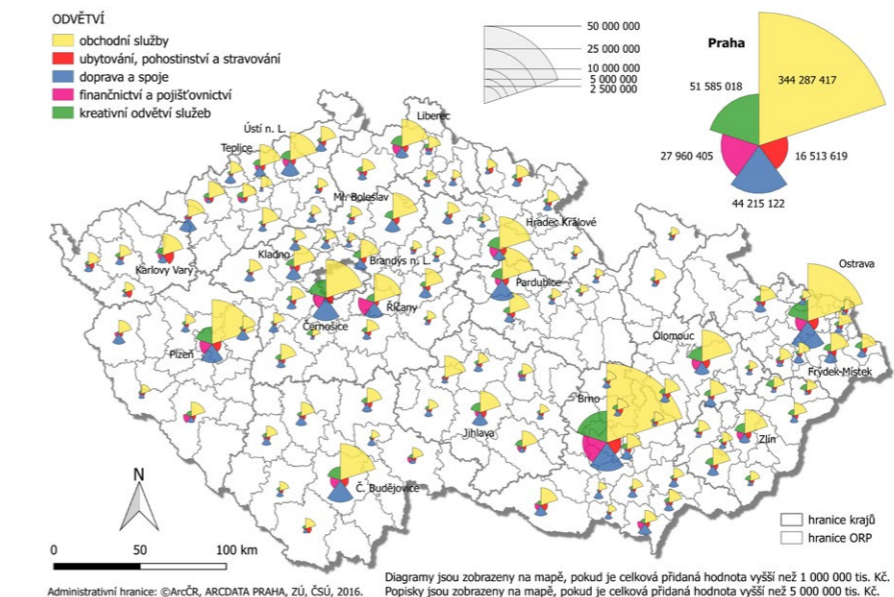 ODVĚTVÍ
obchodní služby
ubytování, pohostinství a stravování
doprava a spoje
finančnictví a pojišťovnictví
kreativní odvětví služeb
50 000 000
25 000 000
10 000 000
5 000 000
2 500 000
Praha
344 287 417
51 585 018
27 960 405
16 513 619
44 215 122
Liberec
Ústí n. L.
Teplice
Ml. Boleslav
Hradec Králové
Karlovy Vary
Kladno
Brandýs n. L.
Pardubice
Ostrava
Říčany
Černošice
Plzeň
Olomouc
Frýdek-Místek
Brno
Jihlava
Zlín
Č. Budějovice
N
0 50 100 km
hranice krajů
hranice ORP
Administrativní hranice: ©ArcČR, ARCDATA PRAHA, ZÚ, ČSÚ, 2016.
Diagramy jsou zobrazeny na mapě, pokud je celková přidaná hodnota vyšší než 1 000 000 tis. Kč.
Popisky jsou zobrazeny na mapě, pokud je celková přidaná hodnota vyšší než 5 000 000 tis. Kč.